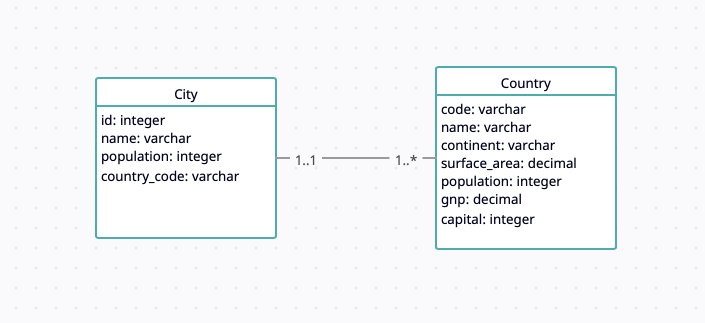 City
id: integer
name: varchar
population: integer
country_code: varchar
1..1
1..*
Country
code: varchar
name: varchar
continent: varchar
surface_area: decimal
population: integer
gnp: decimal
capital: integer